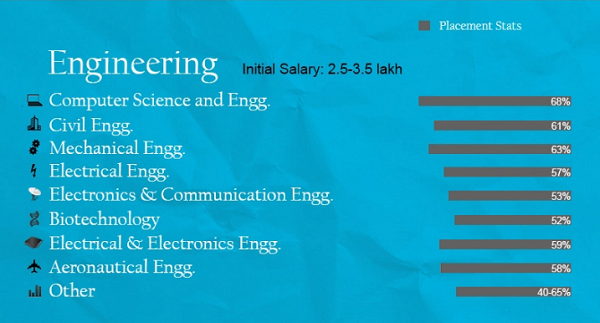 Placement Stats
Engineering Initial Salary: 2.5-3.5 lakh
Computer Science and Engg. 68%
Civil Engg. 61%
Mechanical Engg. 63%
Electrical Engg. 57%
Electronics & Communication Engg. 53%
Biotechnology 52%
Electrical & Electronics Engg. 59%
Aeronautical Engg. 58%
Other 40-65%